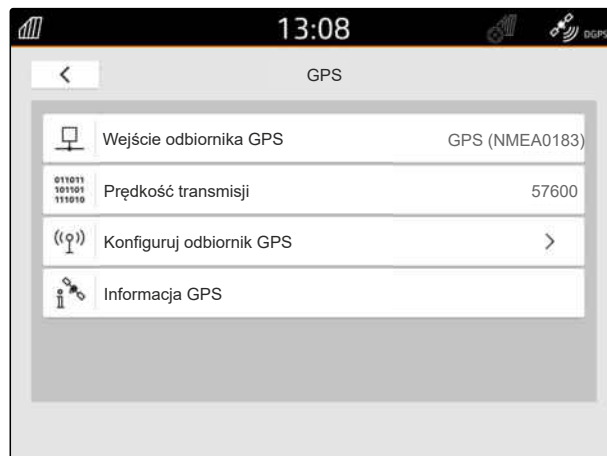 13:08
DGPS
GPS
Wejście odbiornika GPS GPS (NMEA0183)
011011
101101
111010
Prędkość transmisji 57600
Konfiguruj odbiornik GPS
Informacja GPS